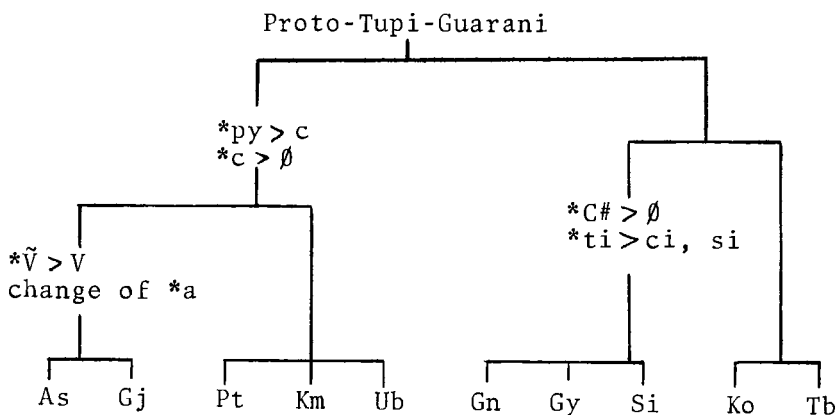 Proto-Tupi-Guarani
*py > c
*c > ø
*C# > ø
*ti > ci, si
*Ṽ > V
change of *a
As Gj Pt Km Ub Gn Gy Si Ko Tb